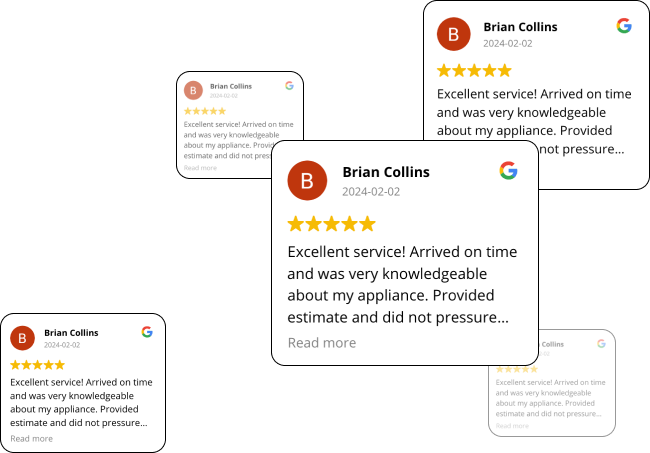 B
Brian Collins
2024-02-02
Excellent service! Arrived on time
and was very knowledgeable
about my appliance. Provided
not pressure...
B
Brian Collins
2024-02-02
Excellent service! Arrived on time
and was very knowledgeable
about my appliance. Provided
estimate and did not
Read more
B
Brian Collins
2024-02-02
Excellent service! Arrived on time
and was very knowledgeable
about my appliance. Provided
estimate and did not pressure...
Read more
B
Brian Collins
2024-02-02
Excellent service! Arrived on time
and was very knowledgeable
about my appliance. Provided
estimate and did not pressure...
Read more
Collins
Excellent service! Arrived on time
and was very knowledgeable
about my appliance. Provided
estimate and did not pressure...
Read more